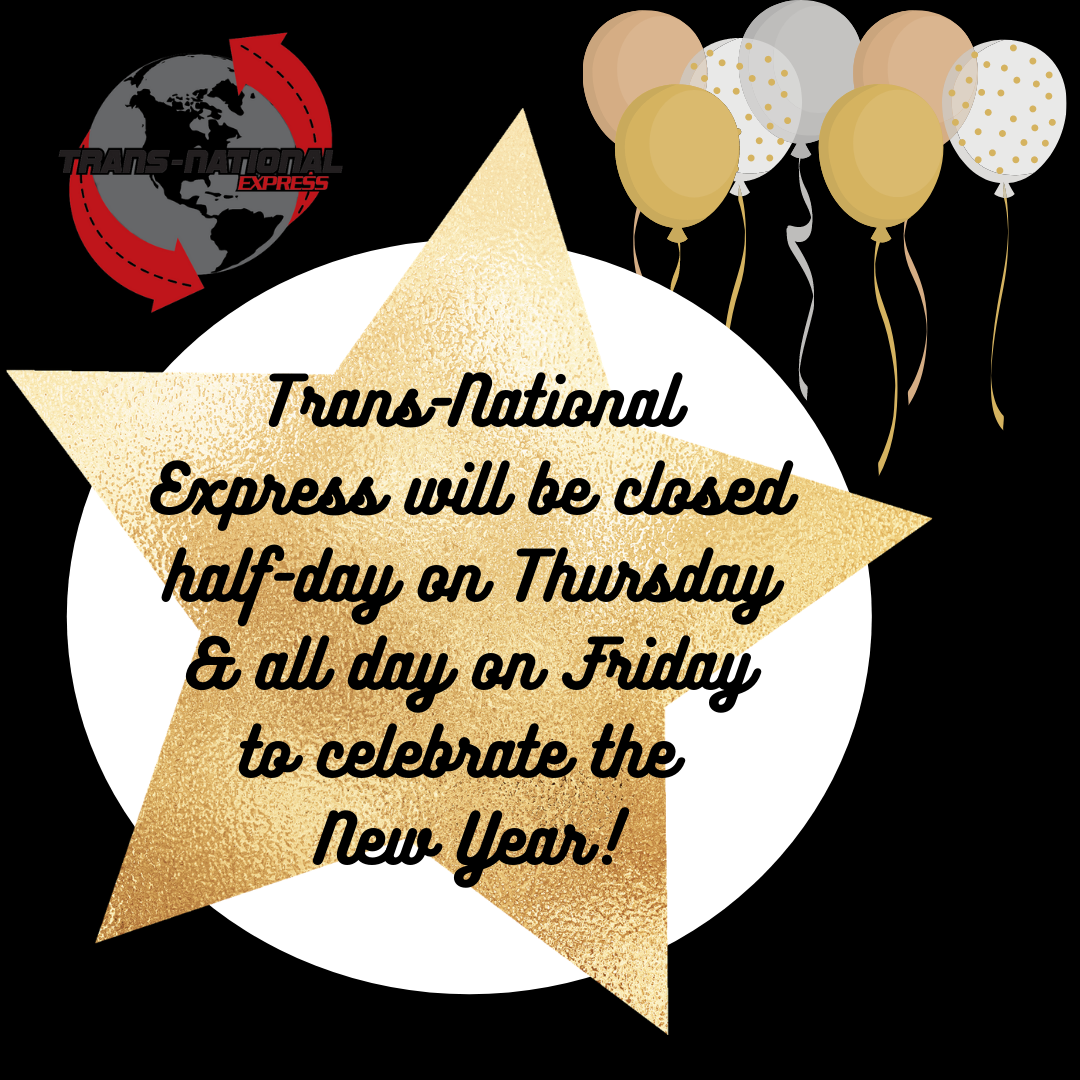 TRANS-NATIONAL
EXPRESS
Trans-National
Express will be closed
half-day on Thursday
& all day on Friday
to celebrate the
New Year!